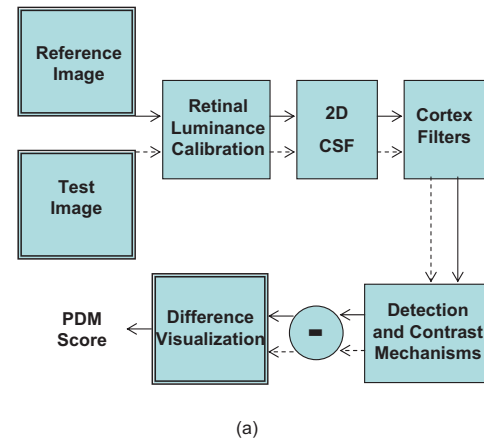 Reference
Image
Retinal
Luminance
Calibration
2D
CSF
Cortex
Filters
Test
Image
PDM
Score
Difference
Visualization
-
Detection
and Contrast
Mechanisms
(a)